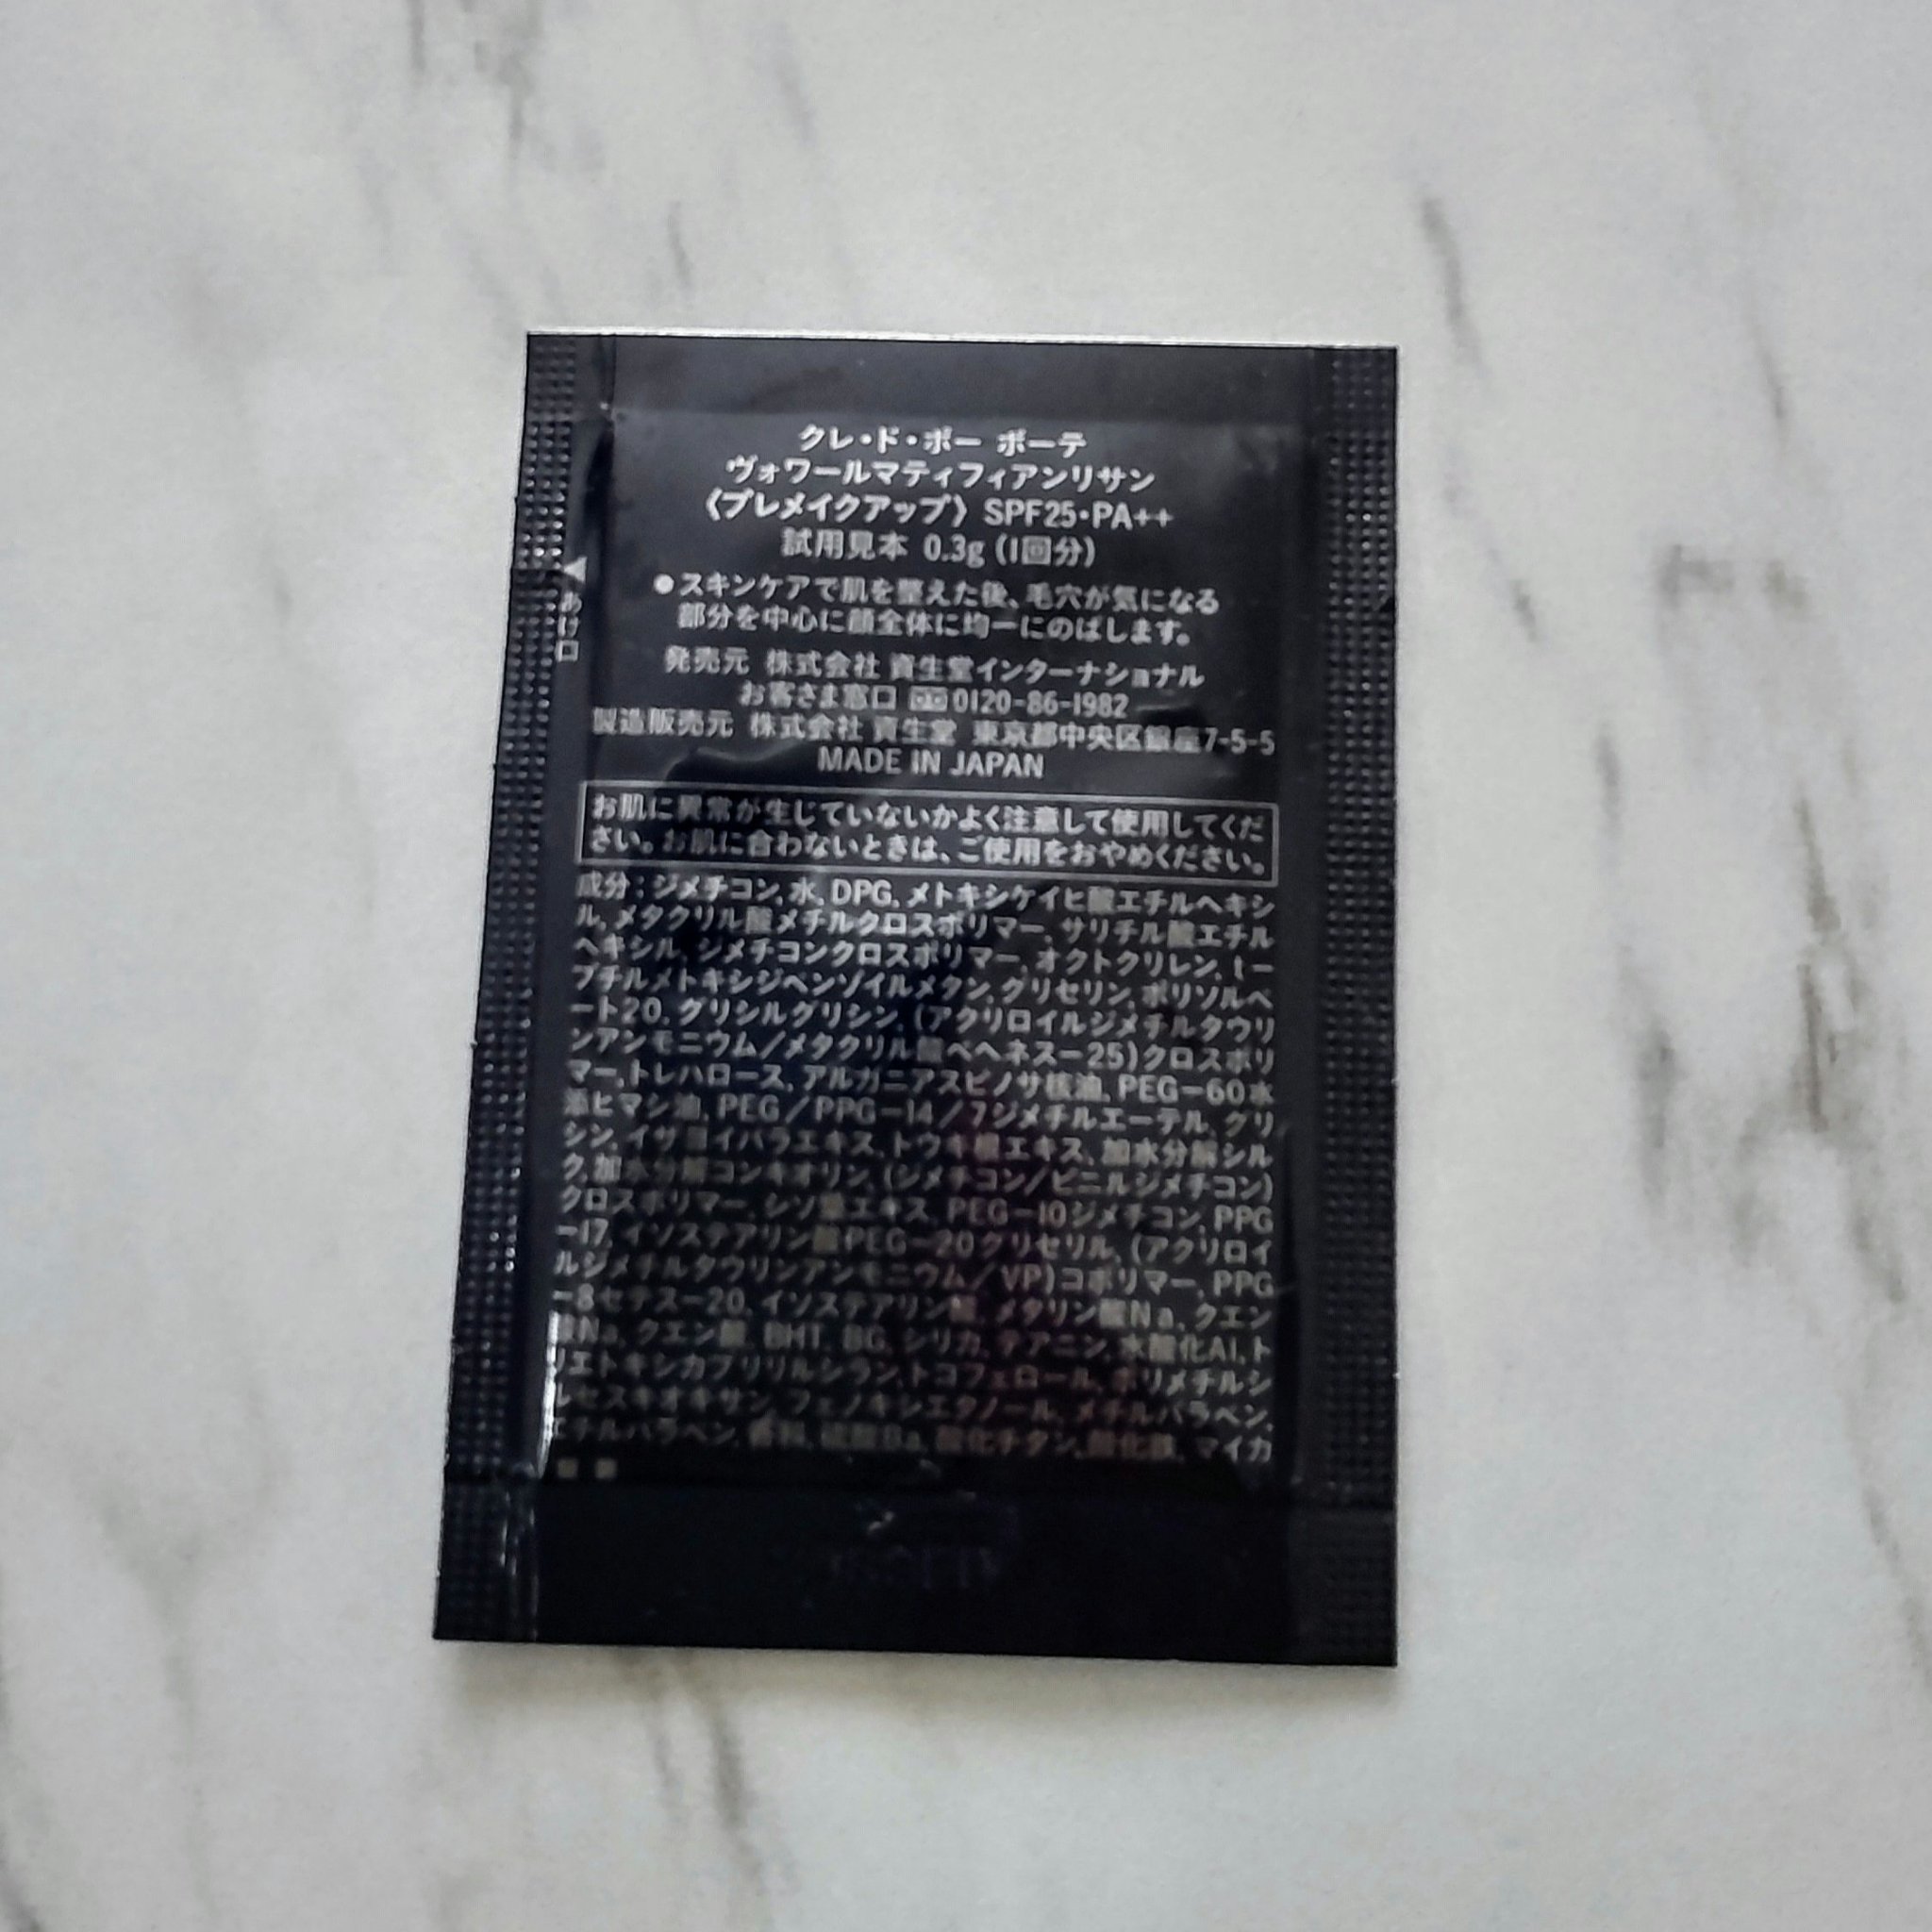 クレ・ド・ポー ボーテ
ヴォワールマティフィアンリサン
〈プレメイクアップ〉 SPF25・PA++
試用見本 0.3g (1回分)
●スキンケアで肌を整えた後、毛穴が気になる
部分を中心に顔全体に均一にのばします。
発売元 株式会社 資生堂インターナショナル
お客さま窓口 0120-86-1982
製造販売元 株式会社 資生堂 東京都中央区銀座7-5-5
MADE IN JAPAN
◀あけ口
お肌に異常が生じていないかよく注意して使用してくだ
さい。お肌に合わないときは、ご使用をおやめください。
成分:ジメチコン, 水, DPG, メトキシケイヒ酸エチルヘキシ
ル, メタクリル酸メチルクロスポリマー, サリチル酸エチル
ヘキシル, ジメチコンクロスポリマー, オクトクリレン, t-
ブチルメトキシジベンゾイルメタン, グリセリン, ポリソルベ
ート20, グリシルグリシン, (アクリロイルジメチルタウリ
ンアンモニウム/メタクリル酸ベヘネス-25)クロスポリ
マー, トレハロース, アルガニアスピノサ核油, PEG-60水
添ヒマシ油, PEG/PPG-14/7ジメチルエーテル, グリ
シン, イザヨイバラエキス, トウキ根エキス, 加水分解シル
ク, 加水分解コンキオリン, (ジメチコン/ビニルジメチコン)
クロスポリマー, シソ葉エキス, PEG-10ジメチコン, PPG
-17, イソステアリン酸PEG-20グリセリル, (アクリロイ
ルジメチルタウリンアンモニウム/VP)コポリマー, PPG
-8セテス-20, イソステアリン酸, メタリン酸Na, クエン
酸Na, クエン酸, BHT, BG, シリカ, テアニン, 水酸化Al, ト
リエトキシカプリリルシラン, トコフェロール, ポリメチルシ
ルセスキオキサン, フェノキシエタノール, メチルパラベン,
エチルパラベン, 香料, 硫酸Ba, 酸化チタン, 酸化鉄, マイカ